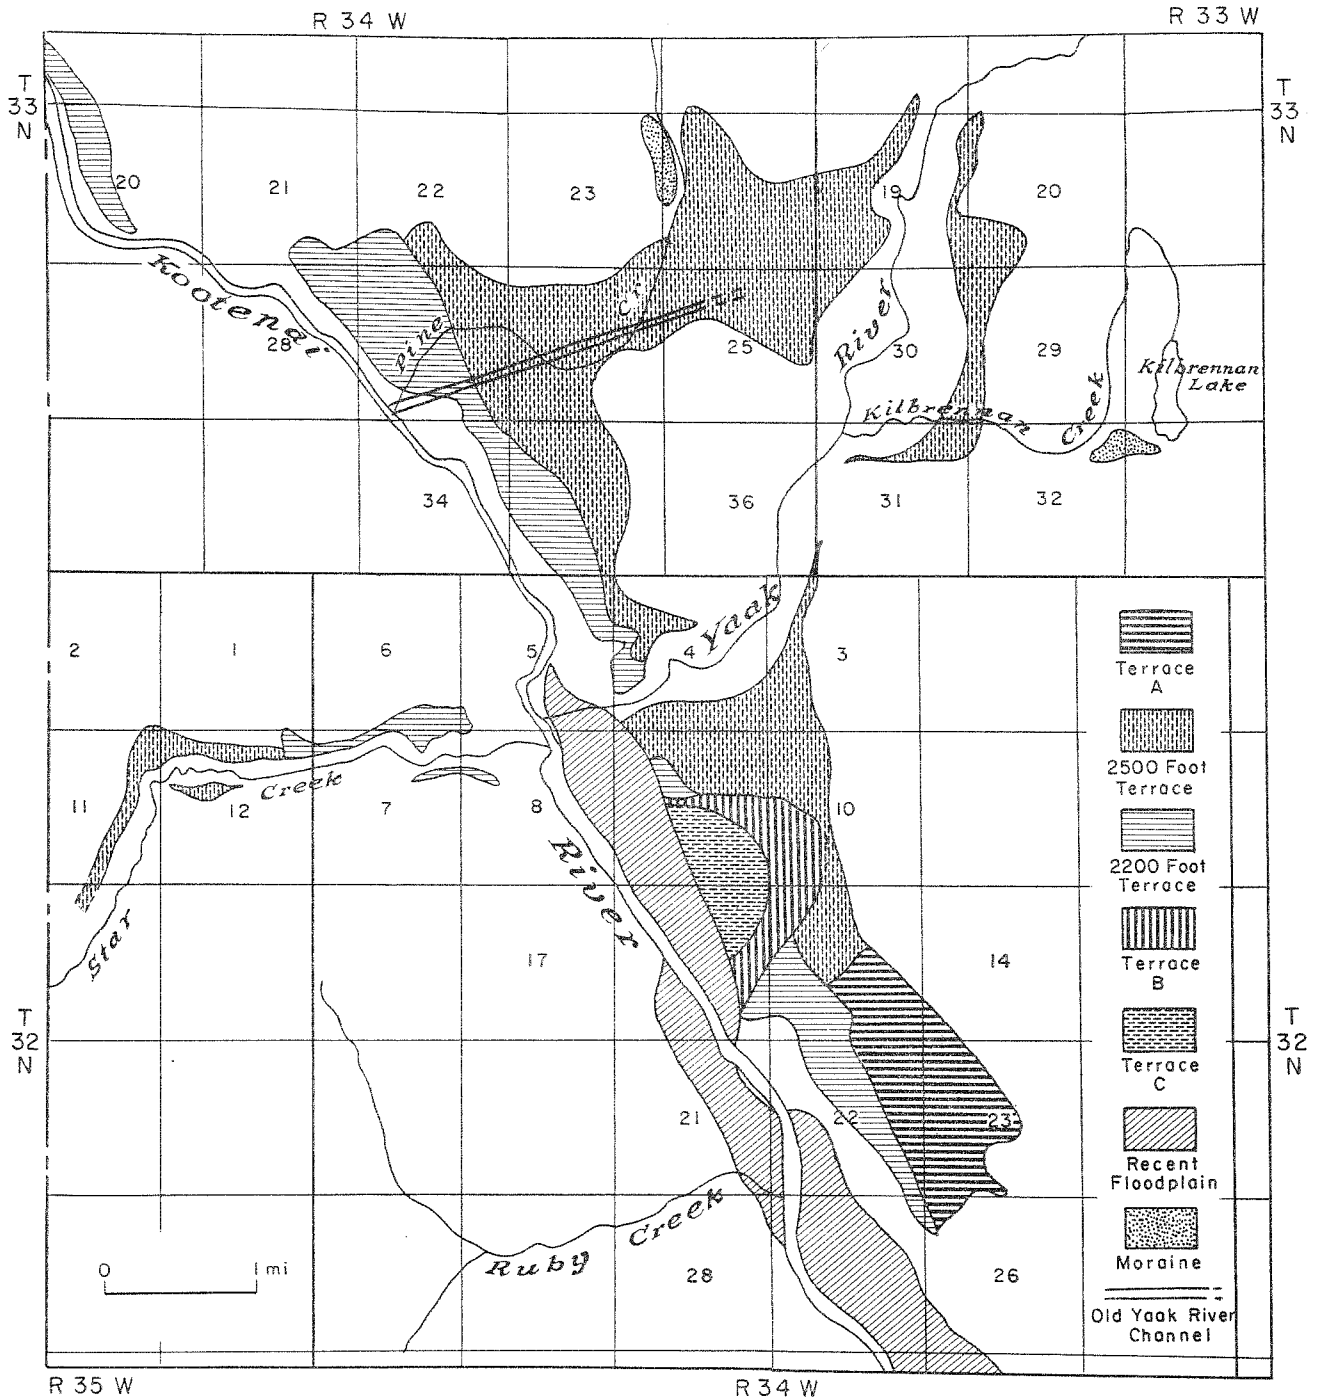 R 34 W
R 33 W
T
33
N
T
33
N
20
21
22
23
19
20
Kootenai
28
Pine
Cr
25
River
30
29
Kilbrennan
Lake
Kilbrennan
Creek
34
36
31
32
2
1
6
5
4
Yaak
3
11
12
Creek
7
8
10
Star
River
17
14
T
32
N
T
32
N
21
22
23
Ruby Creek
28
26
0
1 mi
Terrace
A
2500 Foot
Terrace
2200 Foot
Terrace
Terrace
B
Terrace
C
Recent
Floodplain
Moraine
Old Yaak River
Channel
R 35 W
R 34 W